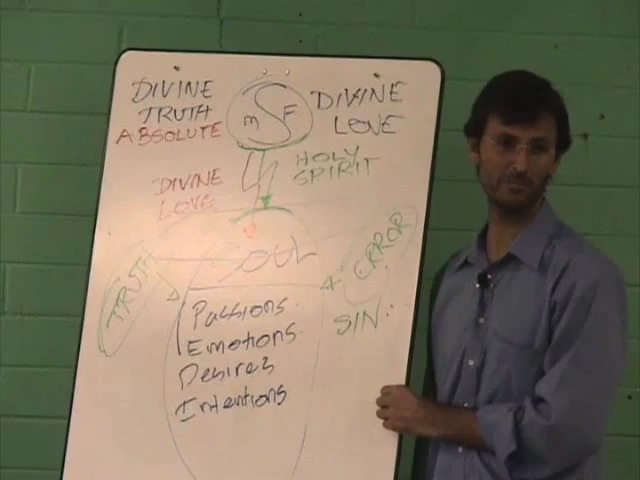 DIVINE
TRUTH
ABSOLUTE
m F
DIVINE
LOVE
HOLY
SPIRIT
DIVINE
LOVE
TRUTH
SOUL
ERROR
SIN:
Passions.
Emotions.
Desires
Intentions